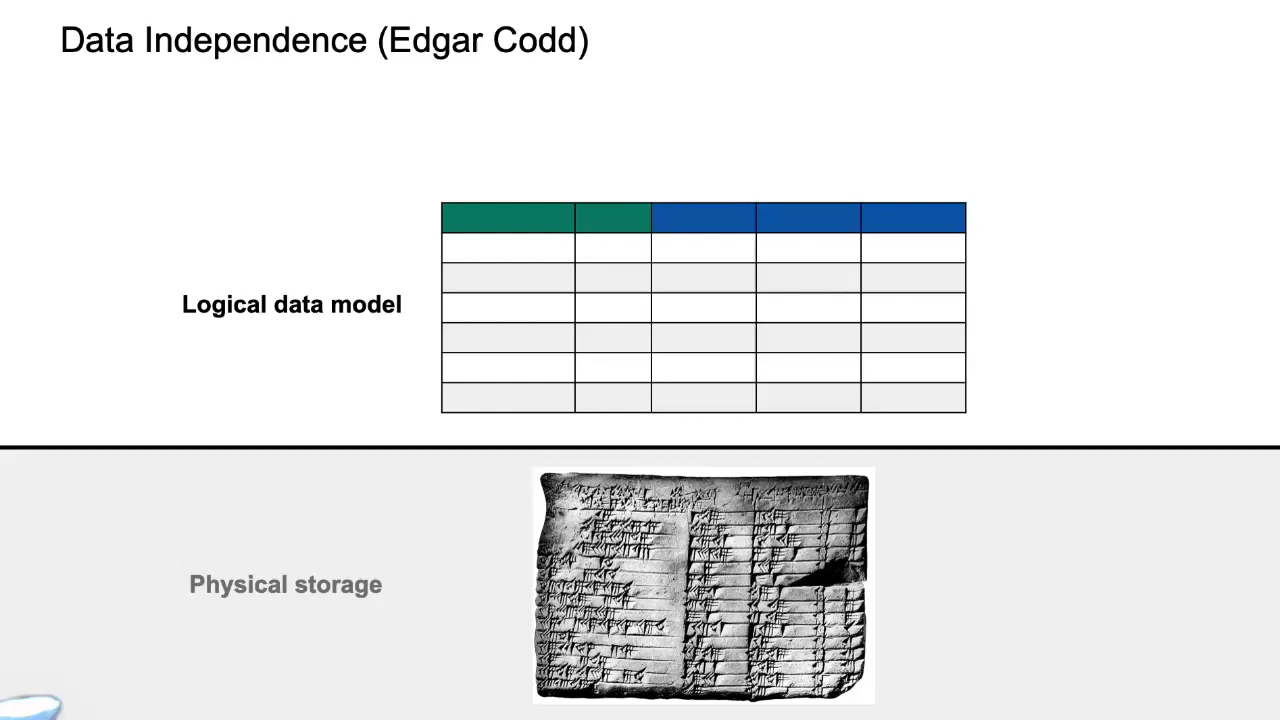 Data Independence (Edgar Codd)
Logical data model
Physical storage